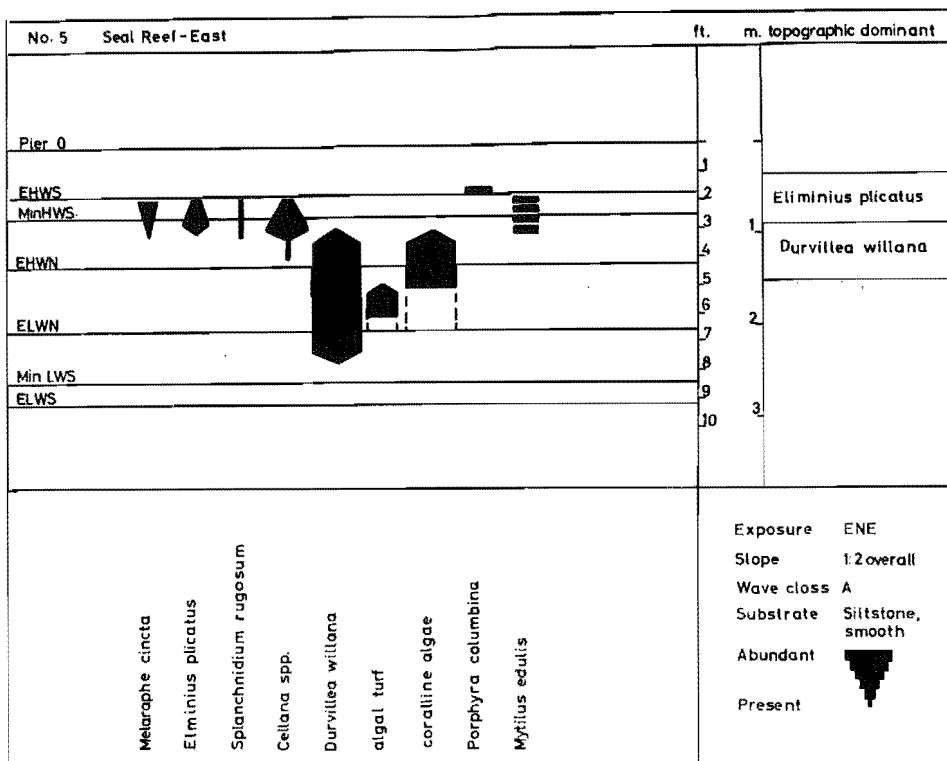 No. 5 Seal Reef-East ft. m. topographic dominant
Pier 0
1
EHWS 2
Eliminius plicatus
MinHWS 3
1
4
Durvillea willana
EHWN
5
6
2
ELWN 7
8
Min LWS
9
ELWS
3
10
Melaraphe cincta
Elminius plicatus
Splanchnidium rugosum
Cellana spp.
Durvillea willana
algal turf
coralline algae
Porphyra columbina
Mytilus edulis
Exposure ENE
Slope 1:2 overall
Wave class A
Substrate Siltstone,
smooth
Abundant
Present